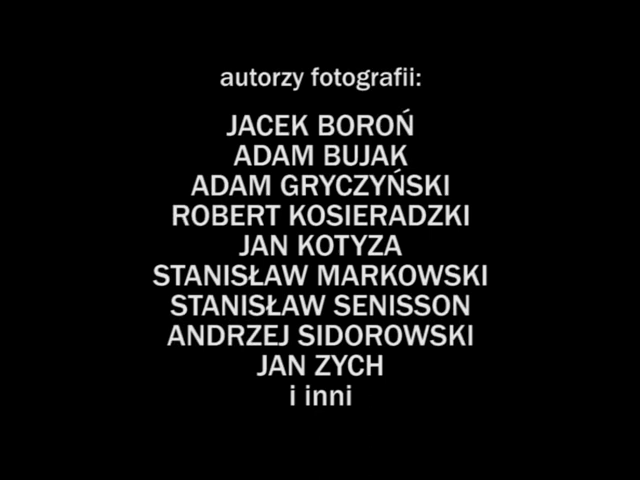 autorzy fotografii:
JACEK BOROŃ
ADAM BUJAK
ADAM GRYCZYŃSKI
ROBERT KOSIERADZKI
JAN KOTYZA
STANISŁAW MARKOWSKI
STANISŁAW SENISSON
ANDRZEJ SIDOROWSKI
JAN ZYCH
i inni